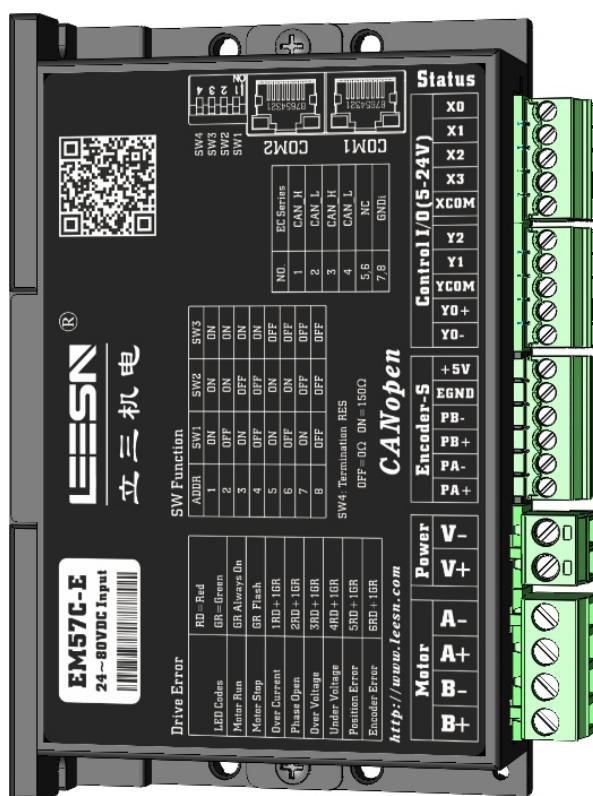 EM57C-E
24~80VDC Input
LEESN®
立三机电
Drive Error
RD=Red
LED Codes GR=Green
Motor Run GR Always On
Motor Stop GR Flash
Over Current 1RD+1GR
Phase Open 2RD+1GR
Over Voltage 3RD+1GR
Under Voltage 4RD+1GR
Position Error 5RD+1GR
Encoder Error 6RD+1GR
http://www.leesn.com
SW Function
ADDR SW1 SW2 SW3
1 ON ON ON
2 OFF ON ON
3 ON OFF ON
4 OFF OFF ON
5 ON ON OFF
6 OFF ON OFF
7 ON OFF OFF
8 OFF OFF OFF
SW4: Termination RES
OFF=0Ω ON=150Ω
CANopen
NO. EC Series
1 CAN_H
2 CAN_L
3 CAN_H
4 CAN_L
5,6 NC
7,8 GNDi
SW4
SW3
SW2
SW1
ON
1 2 3 4
COM2
87654321
COM1
87654321
Status
Control I/O(5-24V)
X0
X1
X2
X3
XCOM
Y2
Y1
YCOM
Y0+
Y0-
Encoder-S
+5V
EGND
PB-
PB+
PA-
PA+
Power
V-
V+
Motor
A-
A+
B-
B+